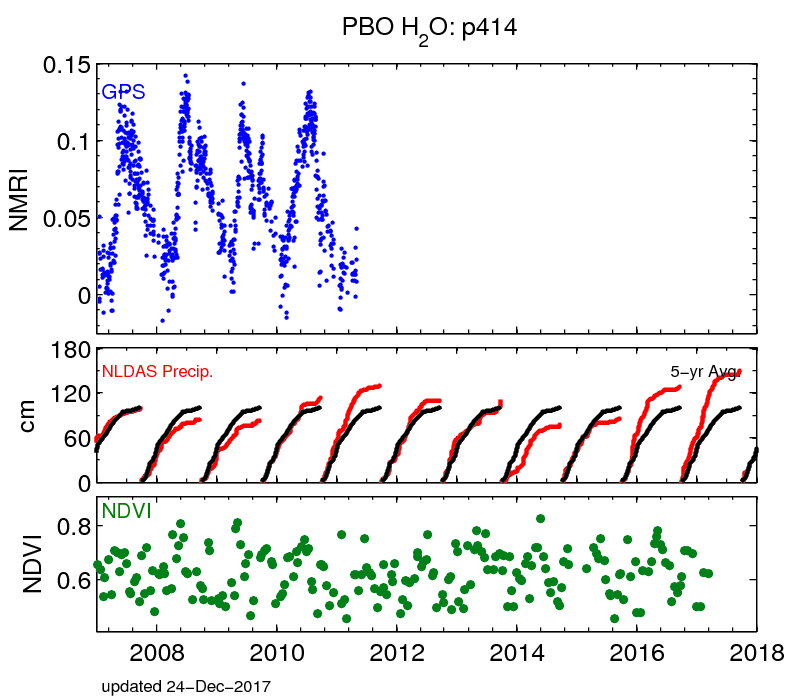 PBO H2O: p414
0.15
GPS
0.1
NMRI
0.05
0
180
NLDAS Precip.
5−yr Avg.
120
cm
60
0
NDVI
0.8
NDVI
0.6
2008 2010 2012 2014 2016 2018
updated 24−Dec−2017